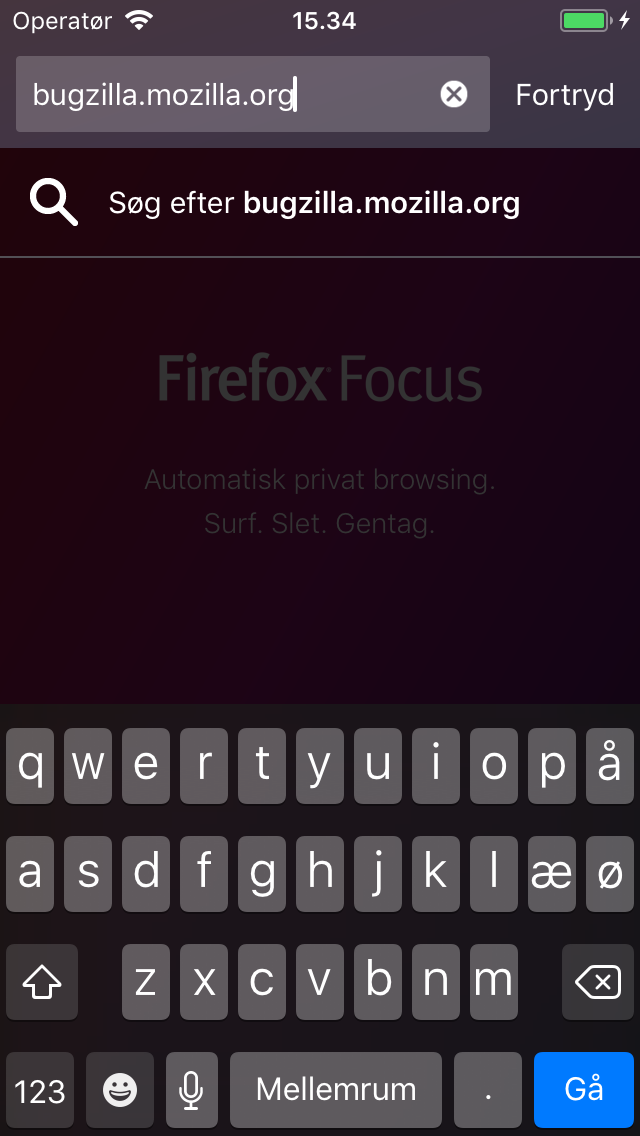 Operatør 15.34
bugzilla.mozilla.org Fortryd
Søg efter bugzilla.mozilla.org
Firefox Focus
Automatisk privat browsing.
Surf. Slet. Gentag.
q w e r t y u i o p å
a s d f g h j k l æ ø
z x c v b n m
123 Mellemrum . Gå